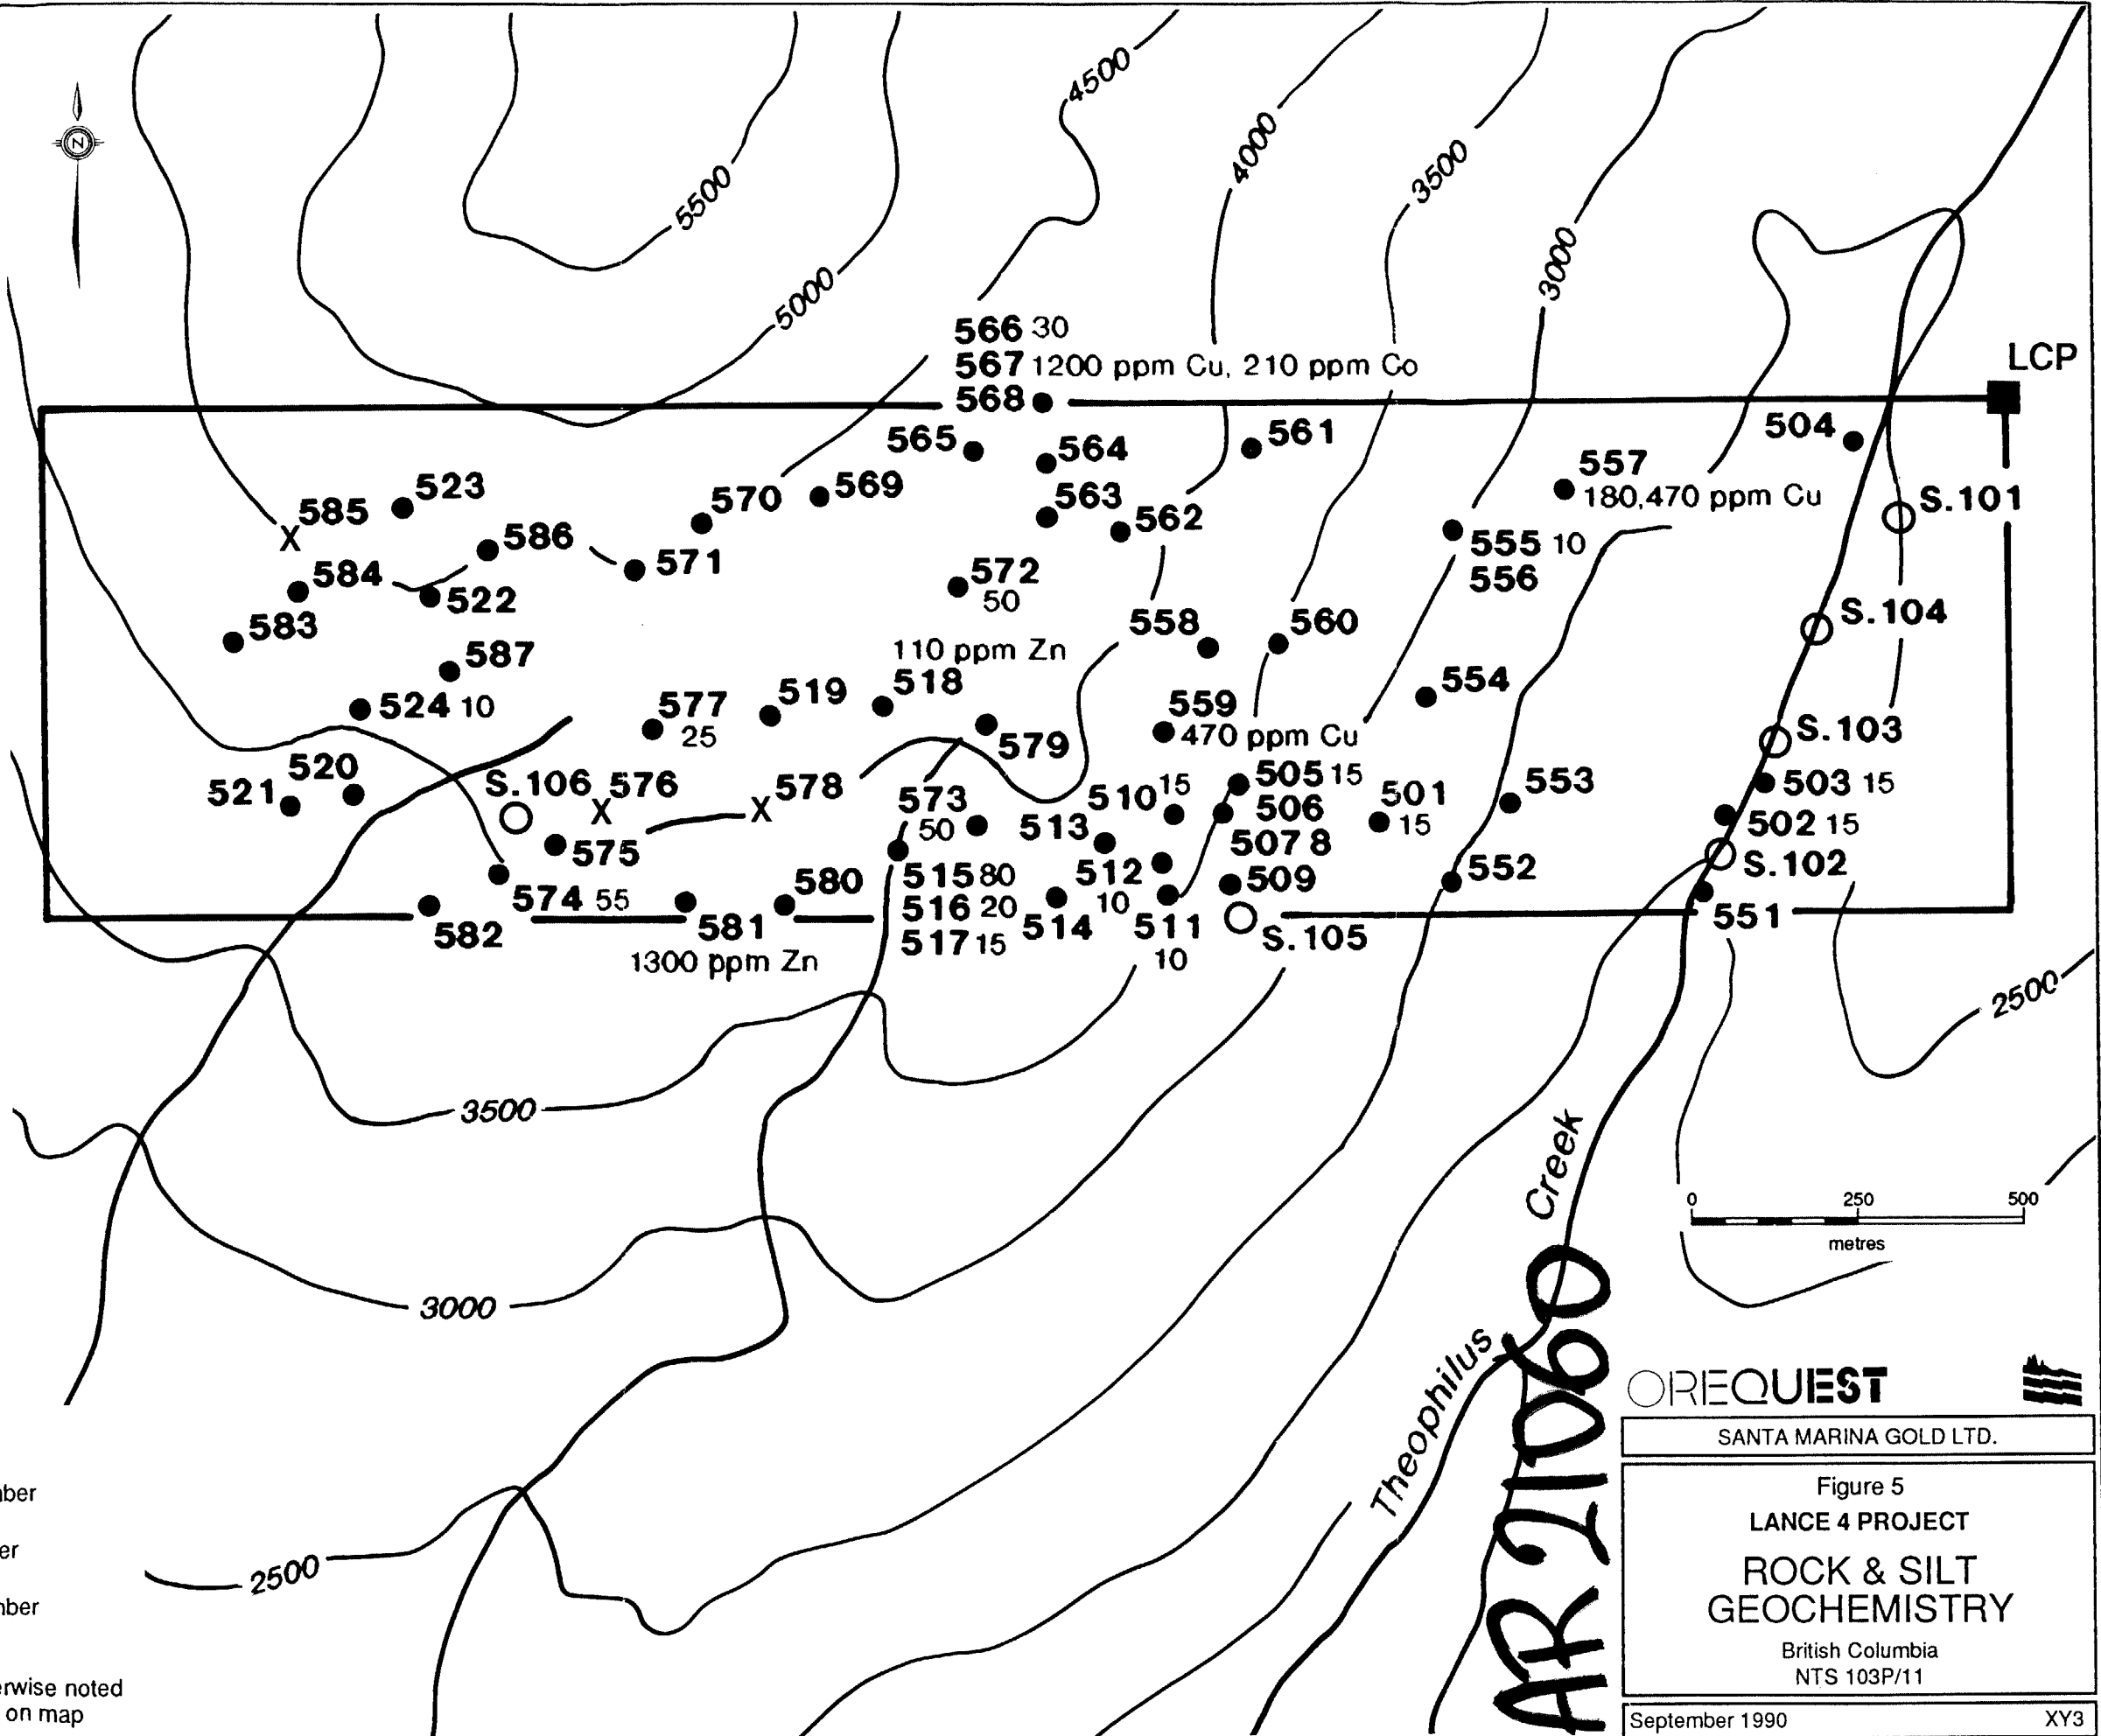 4500
4000
3500
5500
3000
5000
N
566 30
567 1200 ppm Cu, 210 ppm Co
568
LCP
565
564
561
504
523
570
569
563
562
557
180,470 ppm Cu
S.101
585
586
571
555 10
556
584
522
572
50
583
558
560
S.104
587
110 ppm Zn
518
554
524 10
577
25
519
579
559
470 ppm Cu
S.103
520
521
S.106
576
578
573
50
510 15
505 15
506
507 8
501
15
553
503 15
513
502 15
575
515 80
516 20
517 15
512
10
509
552
S.102
574 55
580
581
514
511
10
S.105
551
582
1300 ppm Zn
2500
3500
Creek
0 250 500
metres
3000
Theophilus
AR 21060
OREQUEST
SANTA MARINA GOLD LTD.
Figure 5
LANCE 4 PROJECT
ROCK & SILT
GEOCHEMISTRY
British Columbia
NTS 103P/11
September 1990 XY3
2500
ber
er
ber
rwise noted
on map